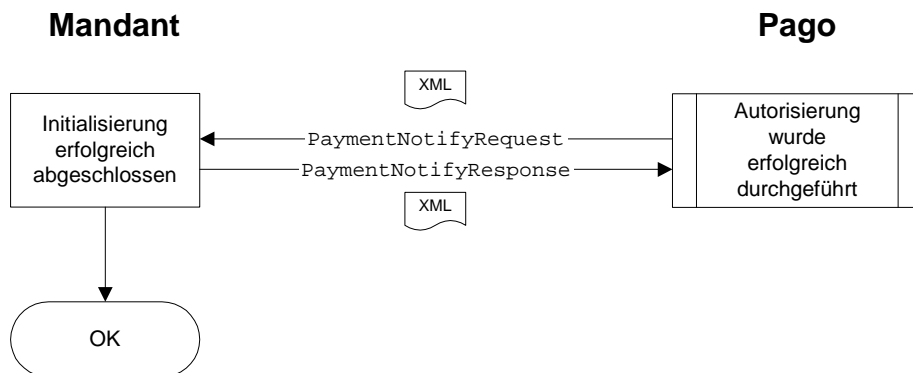 Mandant
Pago
XML
Initialisierung
erfolgreich
abgeschlossen
PaymentNotifyRequest
PaymentNotifyResponse
Autorisierung
wurde
erfolgreich
durchgeführt
XML
OK